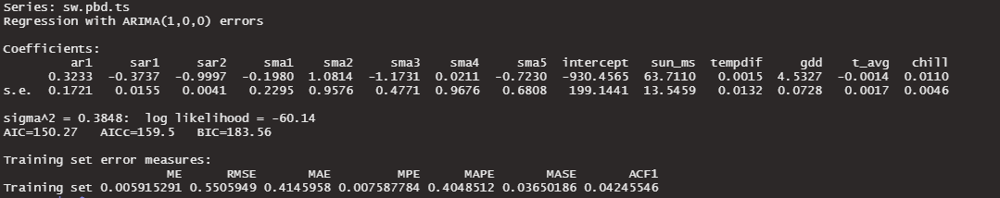 Series: sw.pbd.ts
Regression with ARIMA(1,0,0) errors
Coefficients:
ar1 sar1 sar2 sma1 sma2 sma3 sma4 sma5 intercept sun_ms tempdif gdd t_avg chill
0.3233 -0.3737 -0.9997 -0.1980 1.0814 -1.1731 0.0211 -0.7230 -930.4565 63.7110 0.0015 4.5327 -0.0014 0.0110
s.e. 0.1721 0.0155 0.0041 0.2295 0.9576 0.4771 0.9676 0.6808 199.1441 13.5459 0.0132 0.0728 0.0017 0.0046
sigma^2 = 0.3848: log likelihood = -60.14
AIC=150.27 AICc=159.5 BIC=183.56
Training set error measures:
ME RMSE MAE MPE MAPE MASE ACF1
Training set 0.005915291 0.5505949 0.4145958 0.007587784 0.4048512 0.03650186 0.04245546